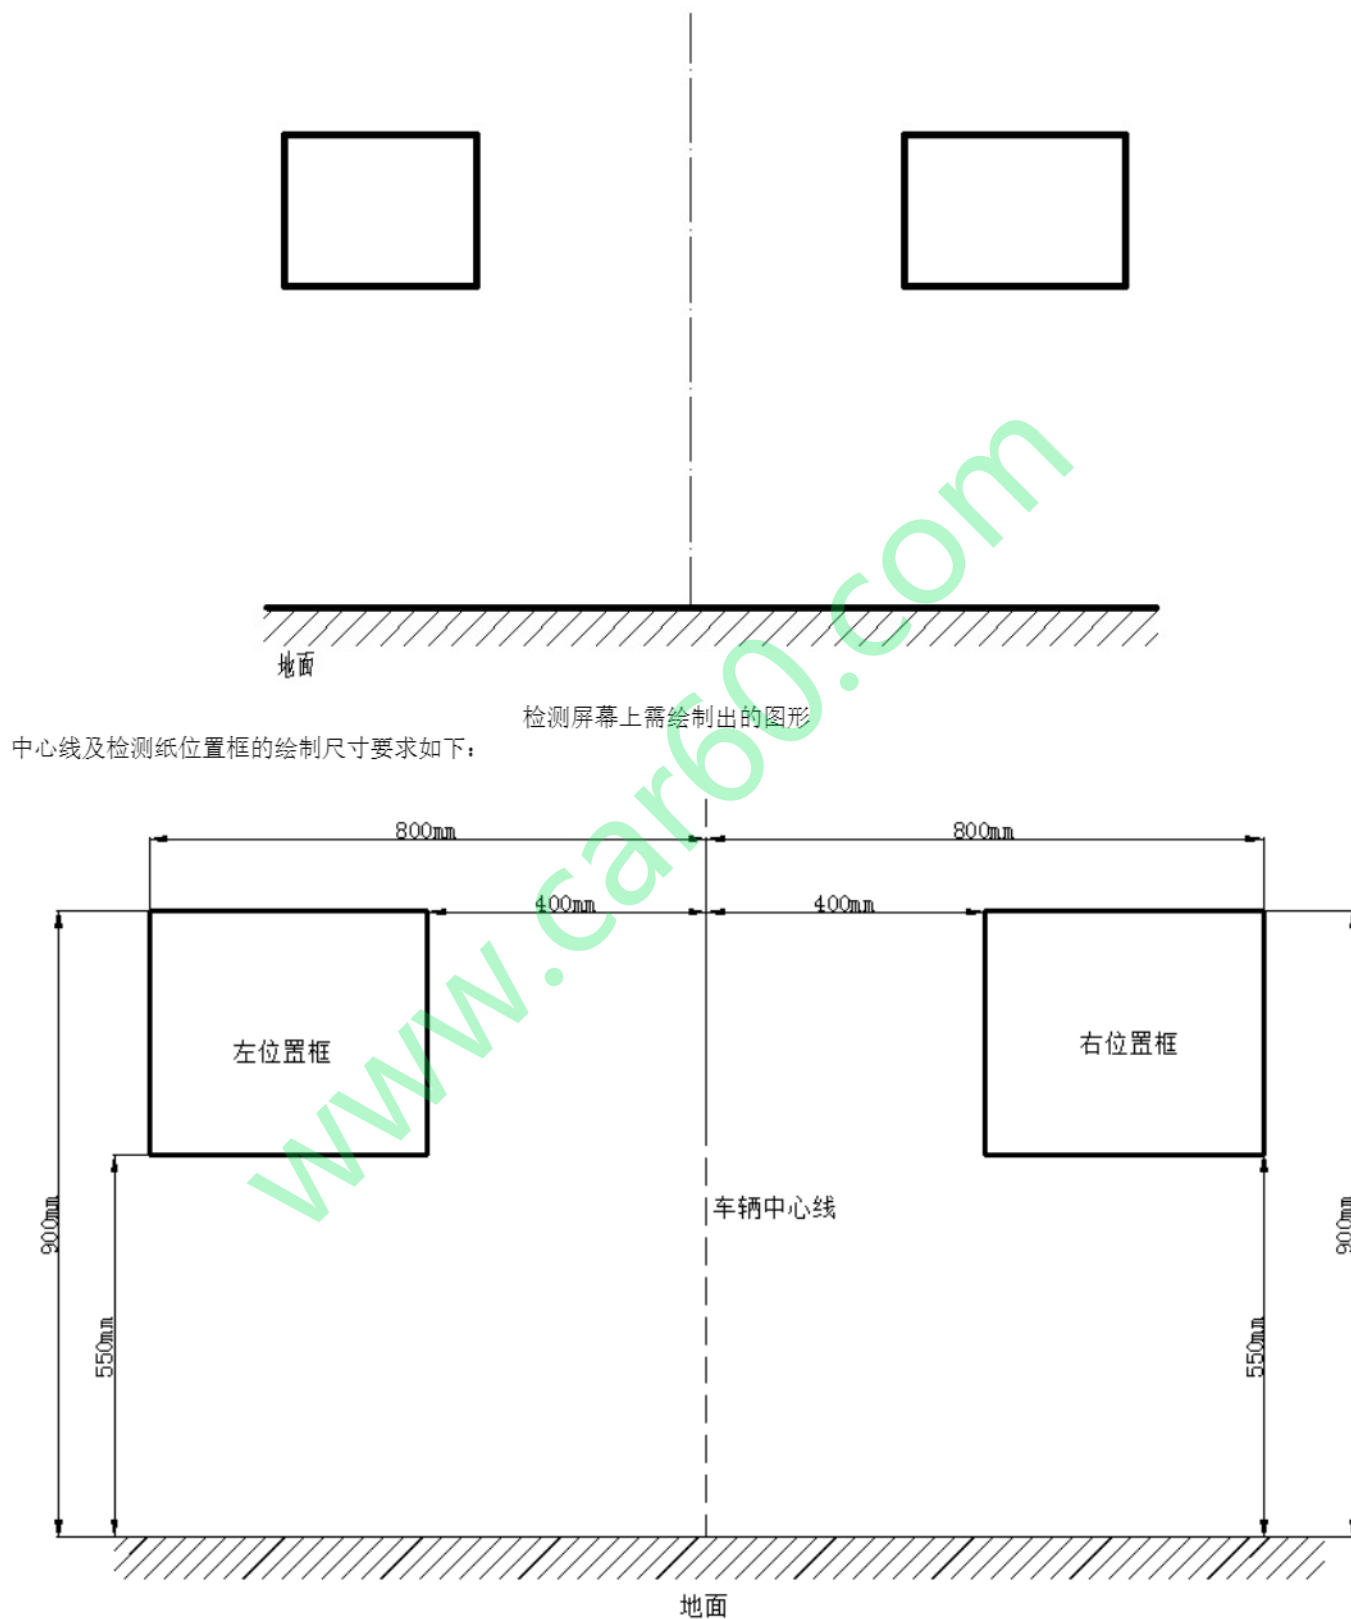 地面
检测屏幕上需绘制出的图形
中心线及检测纸位置框的绘制尺寸要求如下：
800mm
800mm
400mm
400mm
左位置框
右位置框
车辆中心线
900mm
900mm
550mm
550mm
地面
www.car60.com